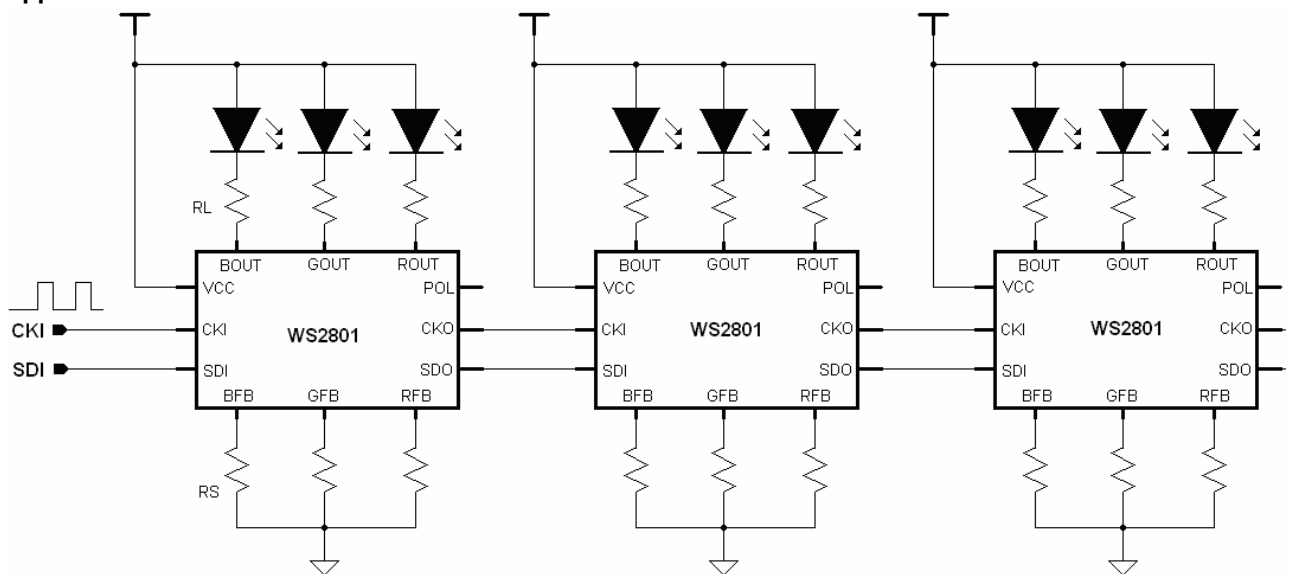 RL
BOUT GOUT ROUT
VCC POL
CKI CKI WS2801 CKO
SDI SDI SDO
BFB GFB RFB
RS
BOUT GOUT ROUT
VCC POL
CKI WS2801 CKO
SDI SDO
BFB GFB RFB
BOUT GOUT ROUT
VCC POL
CKI WS2801 CKO
SDI SDO
BFB GFB RFB